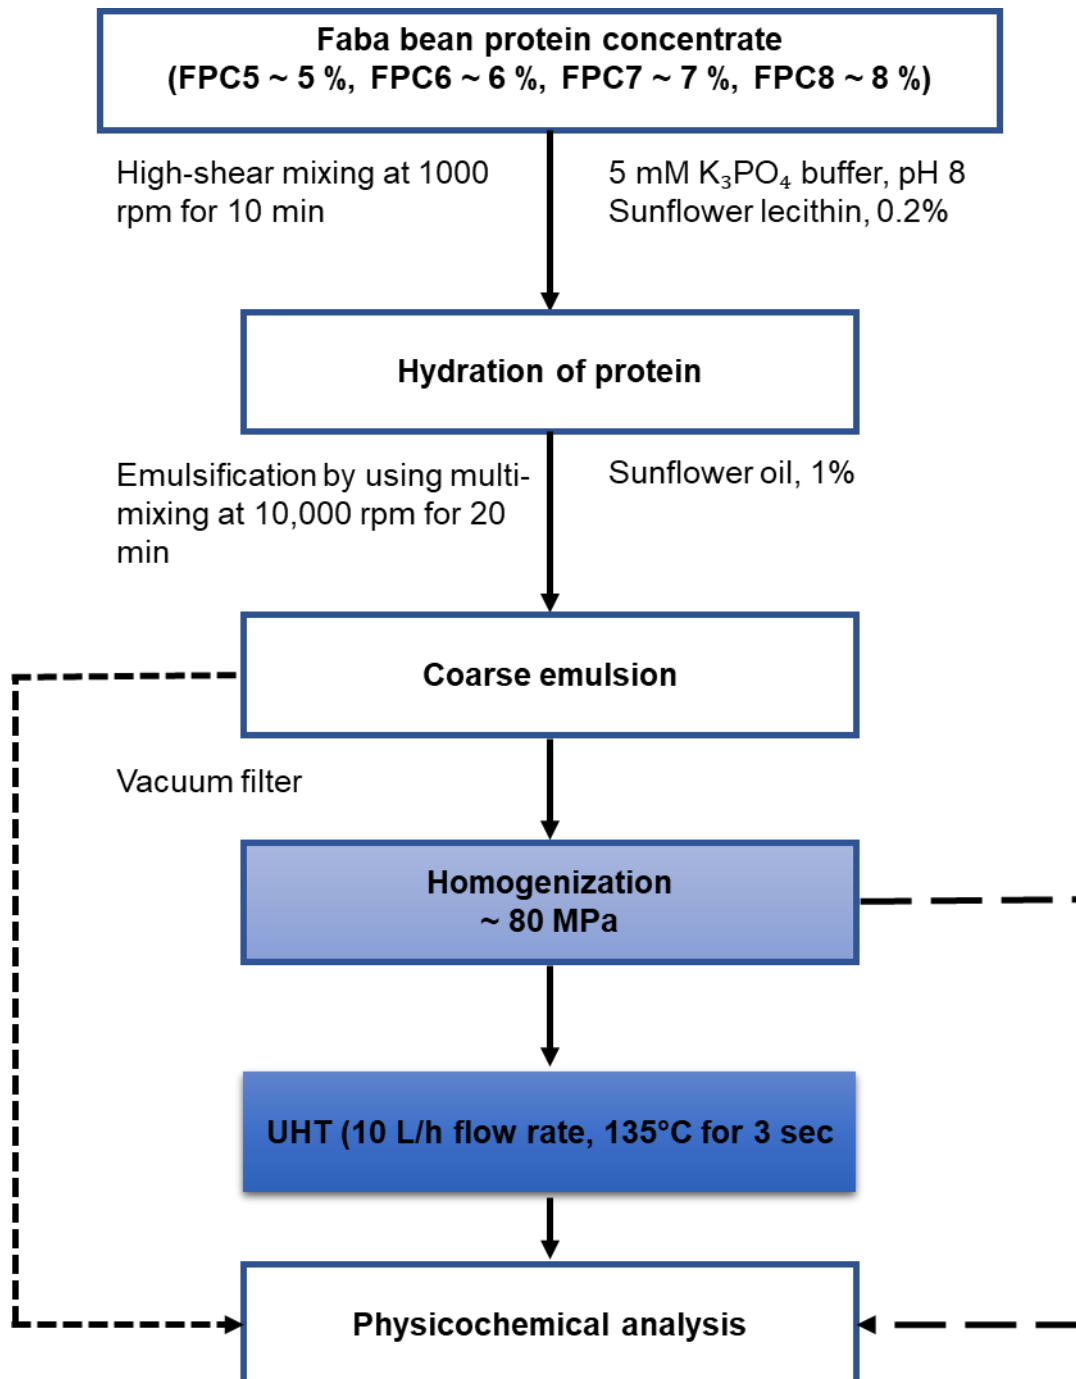 Faba bean protein concentrate
(FPC5 ~ 5 %, FPC6 ~ 6 %, FPC7 ~ 7 %, FPC8 ~ 8 %)
High-shear mixing at 1000
rpm for 10 min
5 mM K₃PO₄ buffer, pH 8
Sunflower lecithin, 0.2%
Hydration of protein
Emulsification by using multi-
mixing at 10,000 rpm for 20
min
Sunflower oil, 1%
Coarse emulsion
Vacuum filter
Homogenization
~ 80 MPa
UHT (10 L/h flow rate, 135°C for 3 sec
Physicochemical analysis